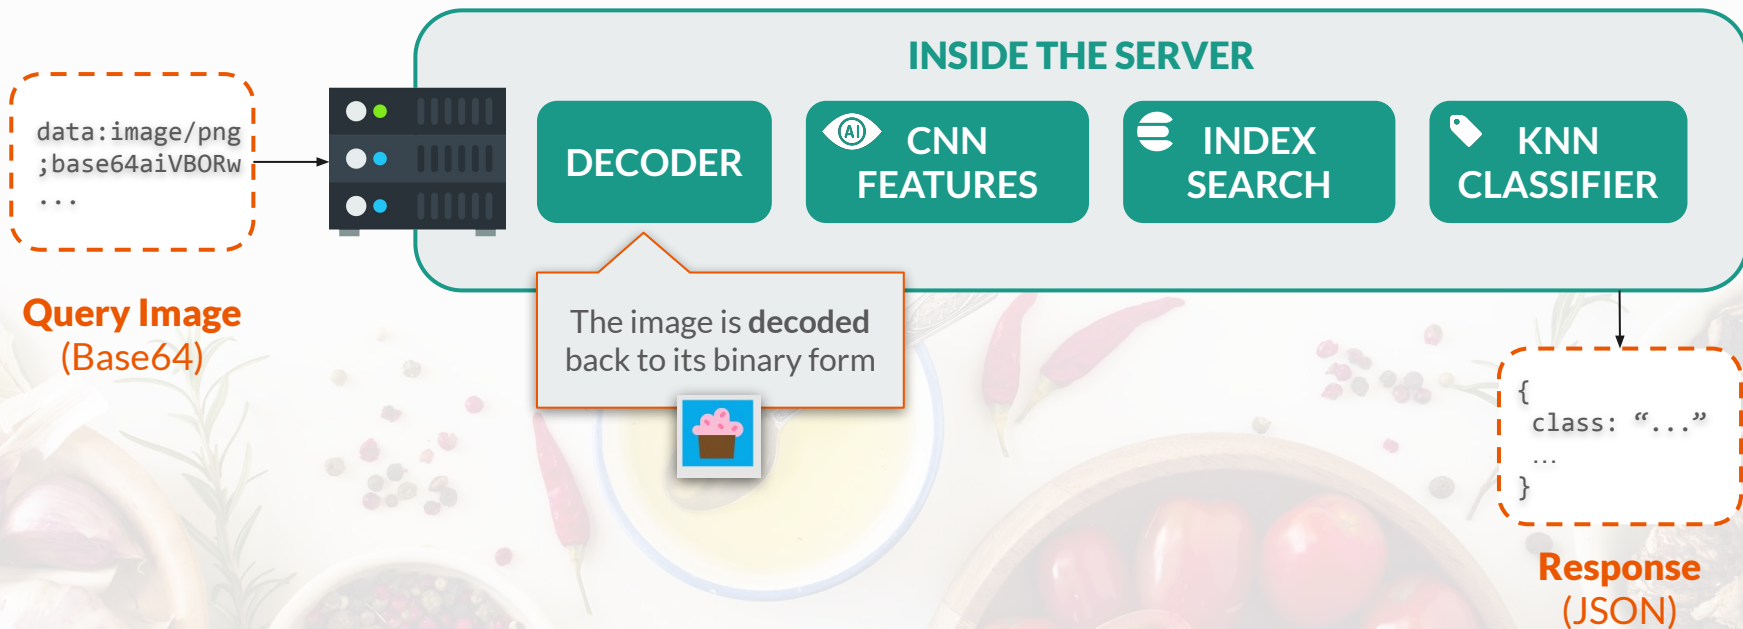 INSIDE THE SERVER
data:image/png
;base64aiVBORw
...
Query Image
(Base64)
DECODER
AI
CNN
FEATURES
INDEX
SEARCH
KNN
CLASSIFIER
The image is decoded
back to its binary form
{
class: “...”
...
}
Response
(JSON)